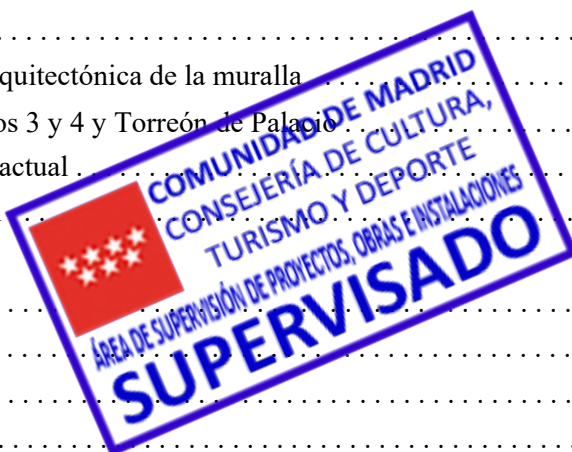 . . . . . . . . . . . . . . . . . . . .
quitectónica de la muralla . . . . . . . . . .
os 3 y 4 y Torreón de Palacio . . . . . . . . . .
actual . . . . . . . . . .
COMUNIDAD DE MADRID
CONSEJERÍA DE CULTURA,
TURISMO Y DEPORTE
ÁREA DE SUPERVISIÓN DE PROYECTOS, OBRAS E INSTALACIONES
SUPERVISADO